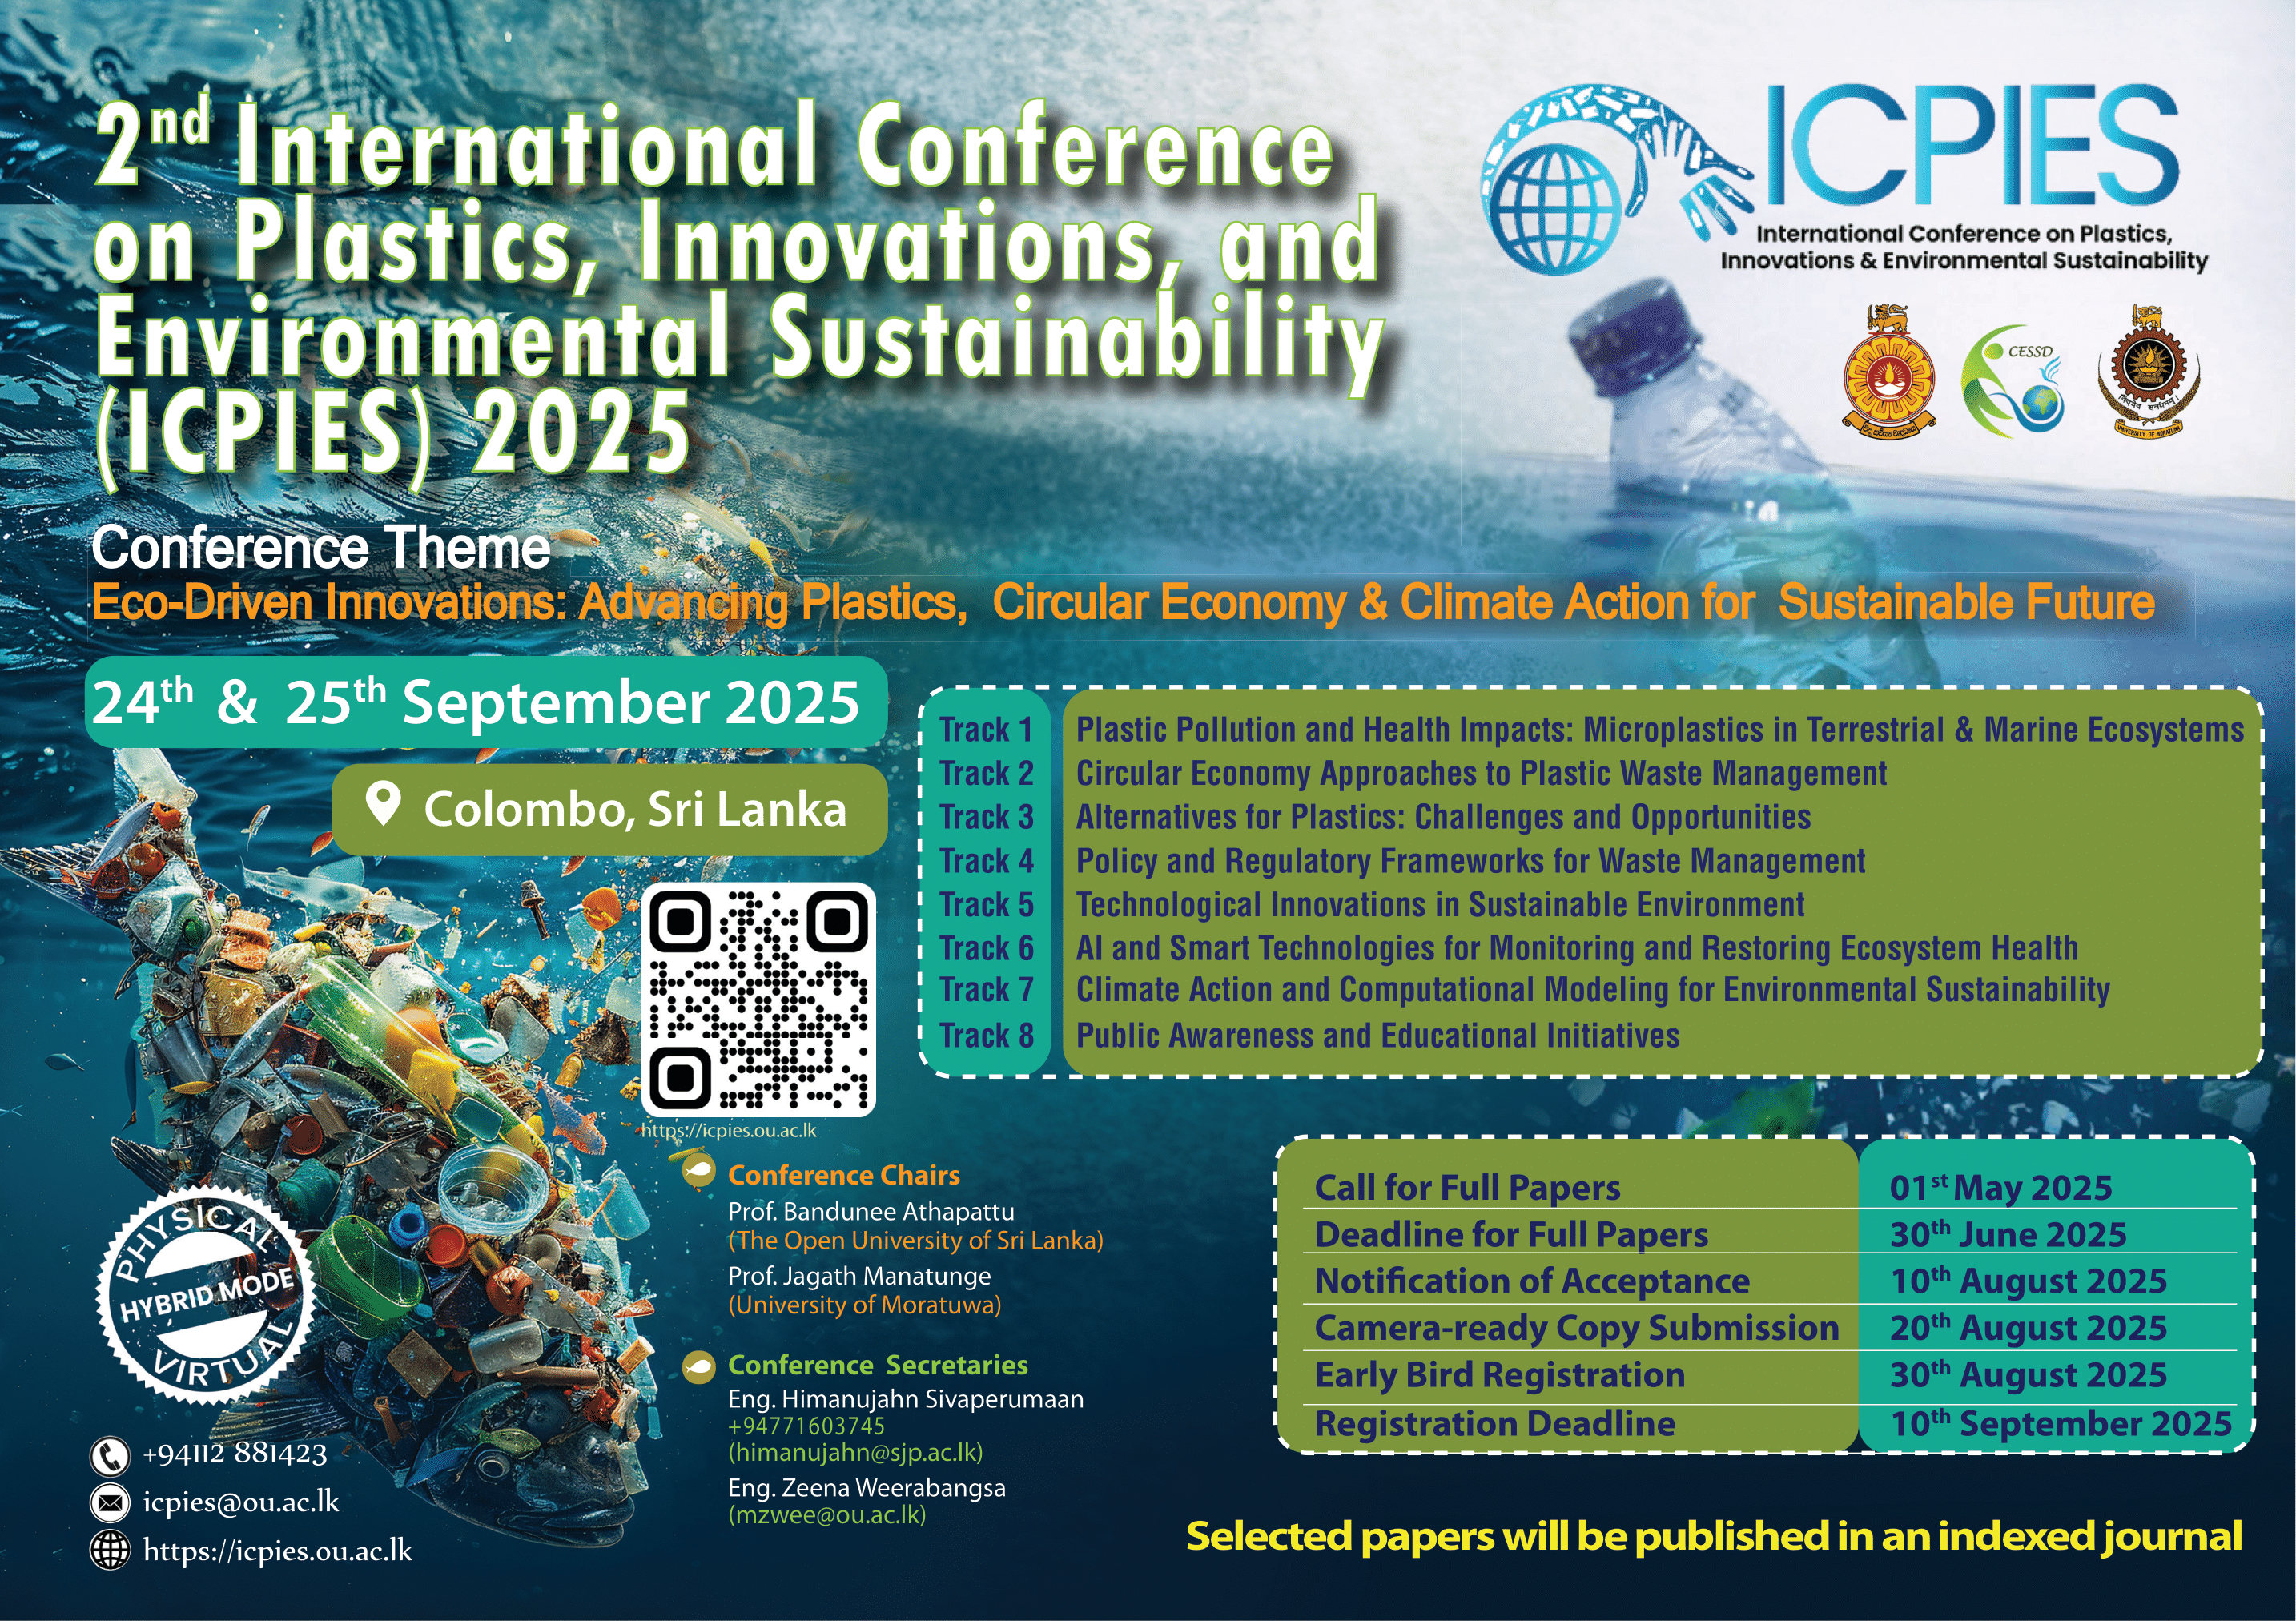 2nd International Conference
on Plastics, Innovations, and
Environmental Sustainability
(ICPIES) 2025
ICPIES
International Conference on Plastics,
Innovations & Environmental Sustainability
CESSD
UNIVERSITY OF MORATUWA
Conference Theme
Eco-Driven Innovations: Advancing Plastics, Circular Economy & Climate Action for Sustainable Future
24th & 25th September 2025
Colombo, Sri Lanka
https://icpies.ou.ac.lk
Track 1 Plastic Pollution and Health Impacts: Microplastics in Terrestrial & Marine Ecosystems
Track 2 Circular Economy Approaches to Plastic Waste Management
Track 3 Alternatives for Plastics: Challenges and Opportunities
Track 4 Policy and Regulatory Frameworks for Waste Management
Track 5 Technological Innovations in Sustainable Environment
Track 6 AI and Smart Technologies for Monitoring and Restoring Ecosystem Health
Track 7 Climate Action and Computational Modeling for Environmental Sustainability
Track 8 Public Awareness and Educational Initiatives
PHYSICAL
HYBRID MODE
VIRTUAL
+94112 881423
icpies@ou.ac.lk
https://icpies.ou.ac.lk
Conference Chairs
Prof. Bandunee Athapattu
(The Open University of Sri Lanka)
Prof. Jagath Manatunge
(University of Moratuwa)
Conference Secretaries
Eng. Himanujahn Sivaperumaan
+94771603745
(himanujahn@sjp.ac.lk)
Eng. Zeena Weerabangsa
(mzwee@ou.ac.lk)
Call for Full Papers 01st May 2025
Deadline for Full Papers 30th June 2025
Notification of Acceptance 10th August 2025
Camera-ready Copy Submission 20th August 2025
Early Bird Registration 30th August 2025
Registration Deadline 10th September 2025
Selected papers will be published in an indexed journal